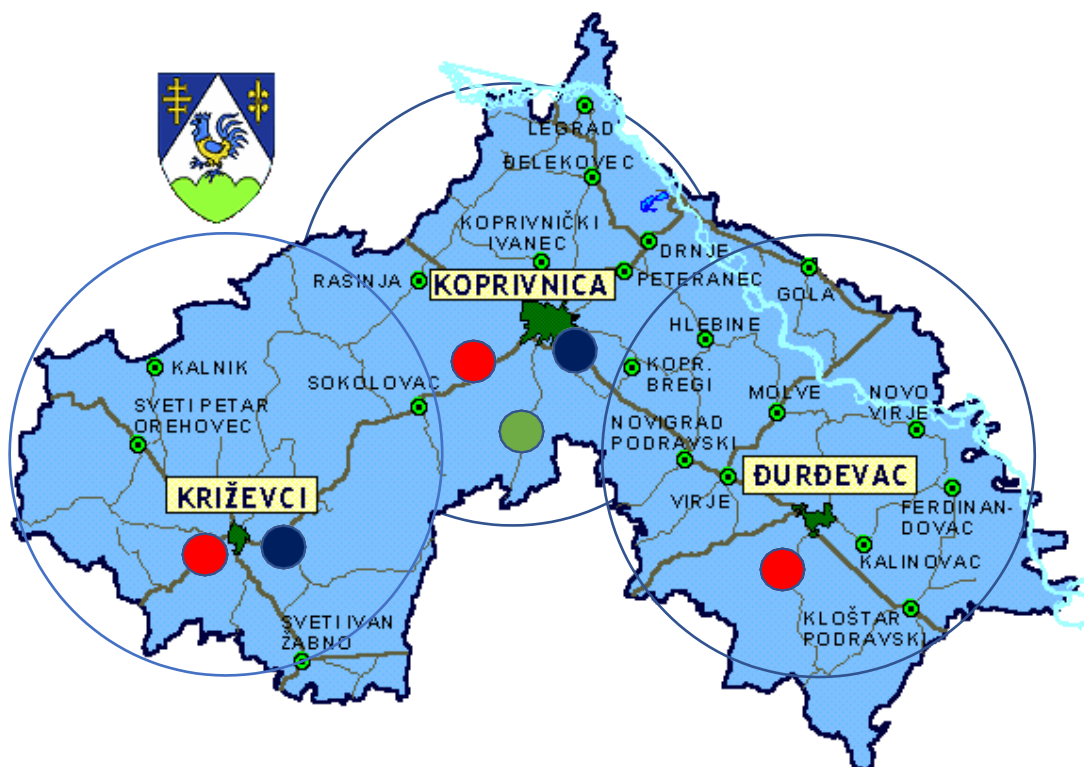 LEGRAD
ĐELEKOVEC
KOPRIVNIČKI
IVANEC
DRNJE
RASINJA
PETERANEC
KOPRIVNICA
GOLA
HLEBINE
KALNIK
KOPR.
BREGI
SOKOLOVAC
MOLVE
NOVO
VIRJE
SVETI PETAR
OREHOVEC
NOVIGRAD
PODRAVSKI
ĐURĐEVAC
KRIŽEVCI
VIRJE
FERDINAN-
DOVAC
KALINOVAC
SVETI IVAN
ŽABNO
KLOŠTAR
PODRAVSKI